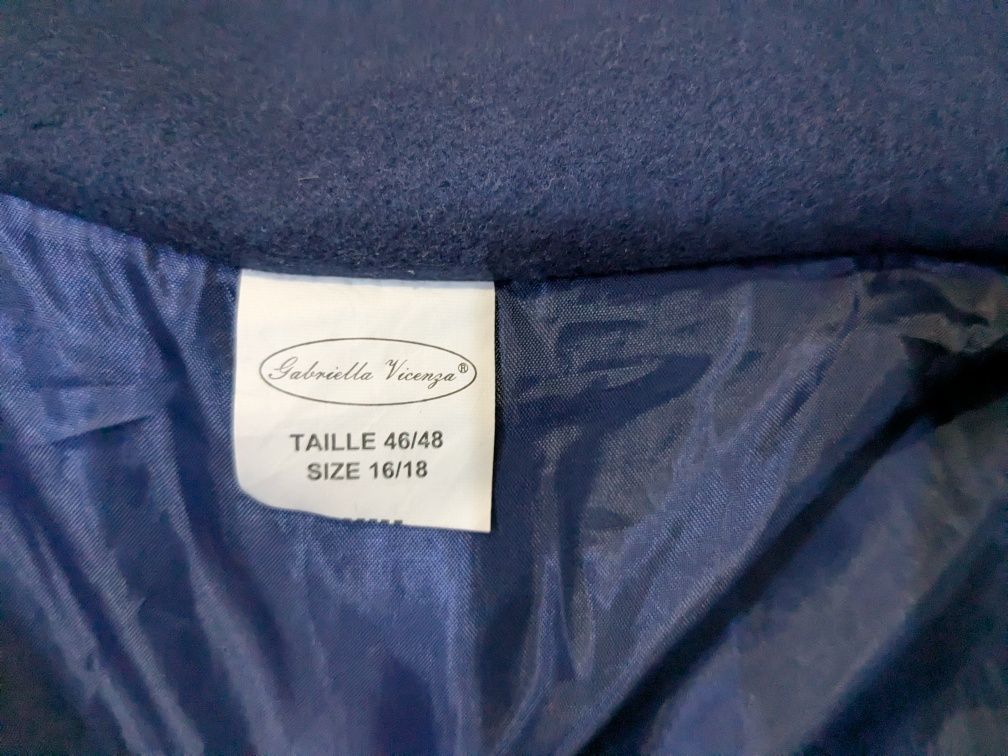 Gabriella Vicenza®
TAILLE 46/48
SIZE 16/18